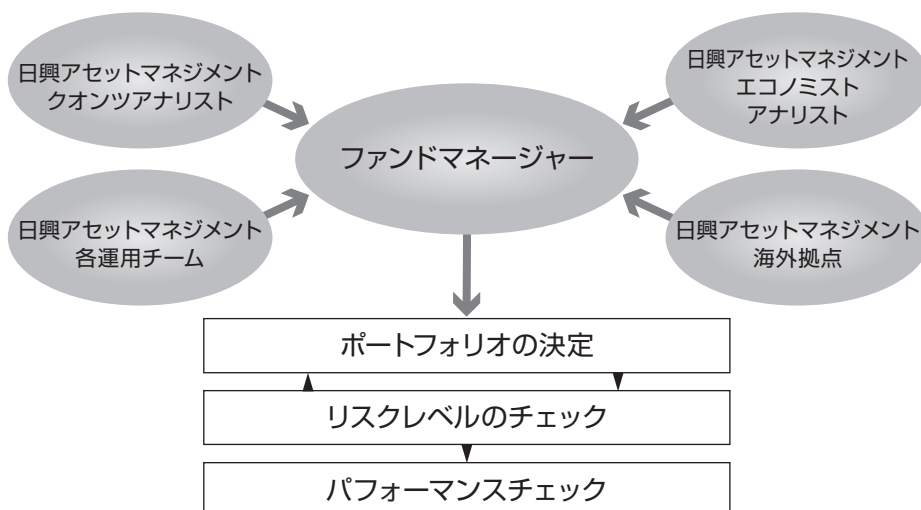 日興アセットマネジメント
クオンツアナリスト
日興アセットマネジメント
エコノミスト
アナリスト
ファンドマネージャー
日興アセットマネジメント
各運用チーム
日興アセットマネジメント
海外拠点
ポートフォリオの決定
リスクレベルのチェック
パフォーマンスチェック